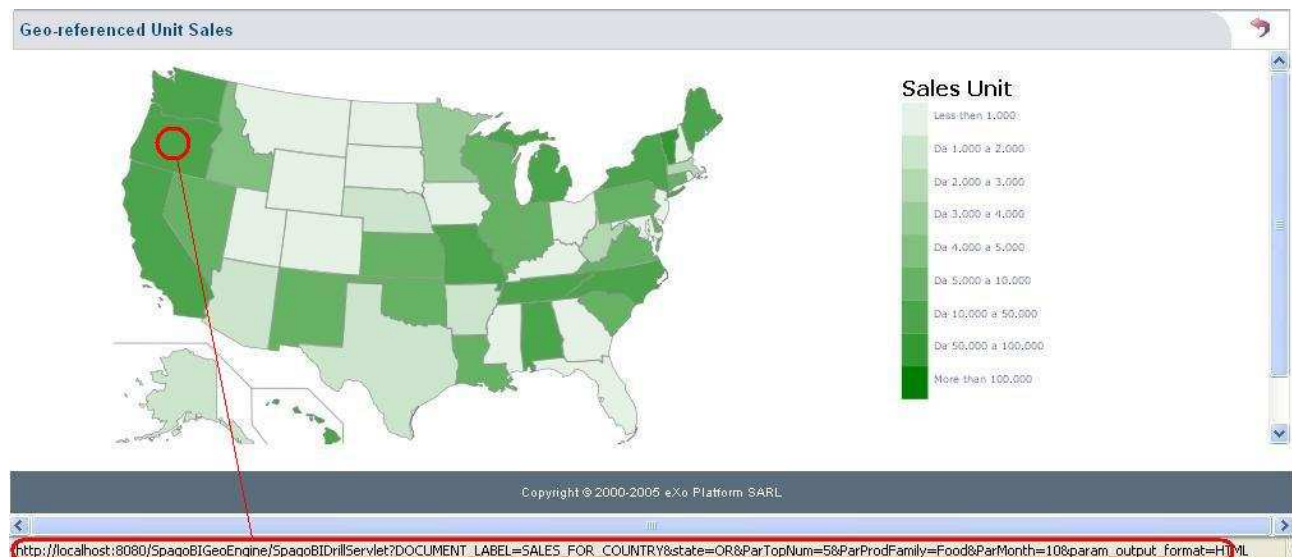 Geo-referenced Unit Sales
Sales Unit
Less then 1.000
Da 1.000 a 2.000
Da 2.000 a 3.000
Da 3.000 a 4.000
Da 4.000 a 5.000
Da 5.000 a 10.000
Da 10.000 a 50.000
Da 50.000 a 100.000
More than 100.000
Copyright © 2000-2005 eXo Platform SARL
http://localhost:8080/SpagoBIGeoEngine/SpagoBIDrillServlet?DOCUMENT_LABEL=SALES_FOR_COUNTRY&state=OR&ParTopNum=5&ParProdFamily=Food&ParMonth=10&param_output_format=HTML